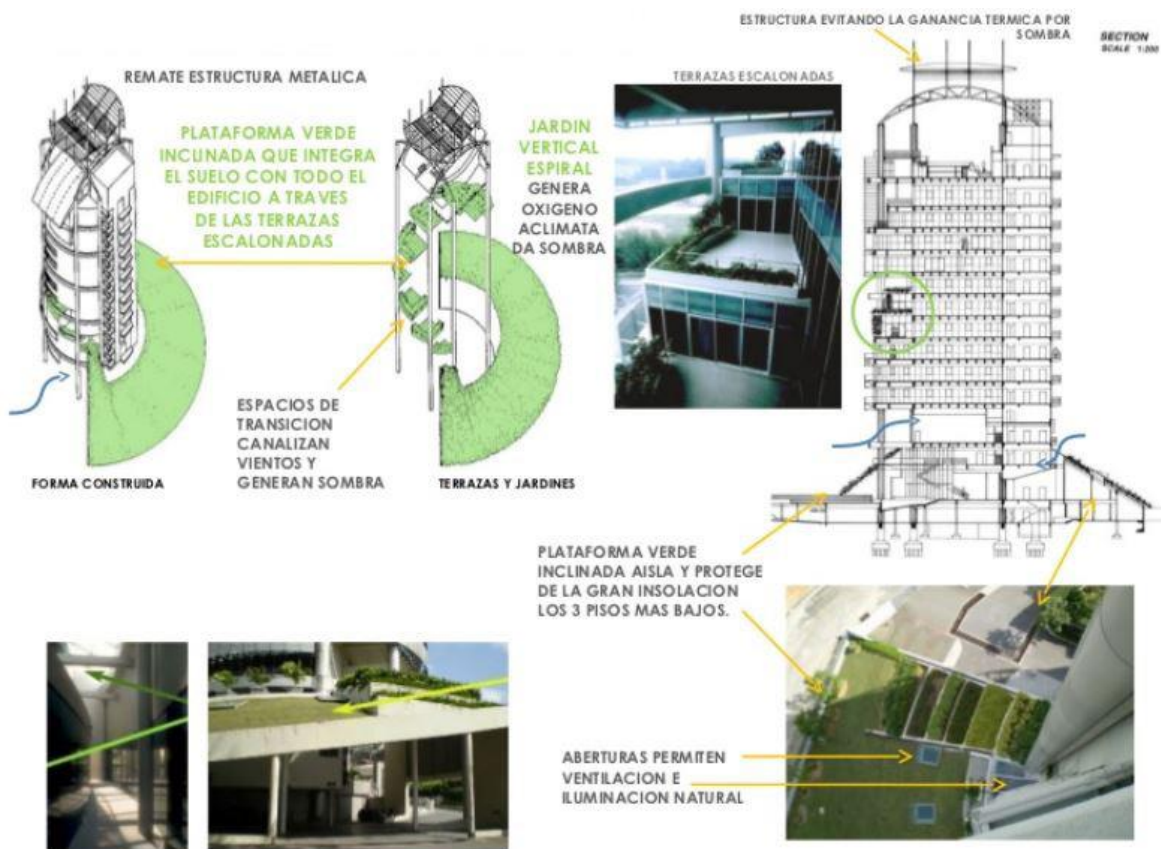 ESTRUCTURA EVITANDO LA GANANCIA TERMICA POR
SOMBRA
SECTION
SCALE 1:200
REMATE ESTRUCTURA METALICA
TERRAZAS ESCALONADAS
PLATAFORMA VERDE
INCLINADA QUE INTEGRA
EL SUELO CON TODO EL
EDIFICIO A TRAVES
DE LAS TERRAZAS
ESCALONADAS
JARDIN
VERTICAL
ESPIRAL
GENERA
OXIGENO
ACLIMATA
DA SOMBRA
ESPACIOS DE
TRANSICION
CANALIZAN
VIENTOS Y
GENERAN SOMBRA
FORMA CONSTRUIDA
TERRAZAS Y JARDINES
PLATAFORMA VERDE
INCLINADA AISLA Y PROTEGE
DE LA GRAN INSOLACION
LOS 3 PISOS MAS BAJOS.
ABERTURAS PERMITEN
VENTILACION E
ILUMINACION NATURAL